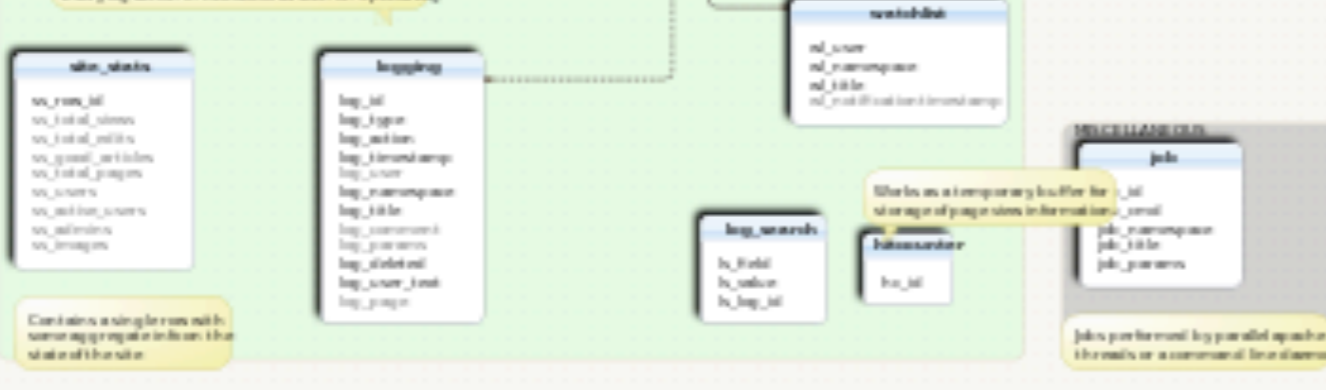 watchlist
wl_user
wl_namespace
wl_title
wl_notificationtimestamp
site_stats
ss_row_id
ss_total_views
ss_total_edits
ss_good_articles
ss_total_pages
ss_users
ss_active_users
ss_admins
ss_images
Contains a single row with
some aggregate info on the
state of the site
logging
log_id
log_type
log_action
log_timestamp
log_user
log_namespace
log_title
log_comment
log_params
log_deleted
log_user_text
log_page
log_search
ls_field
ls_value
ls_log_id
Works as a temporary buffer for
storage of page view information
hitcounter
hc_id
MISCELLANEOUS
job
_id
_cmd
job_namespace
job_title
job_params
Jobs performed by parallel apache
threads or a command line daemon